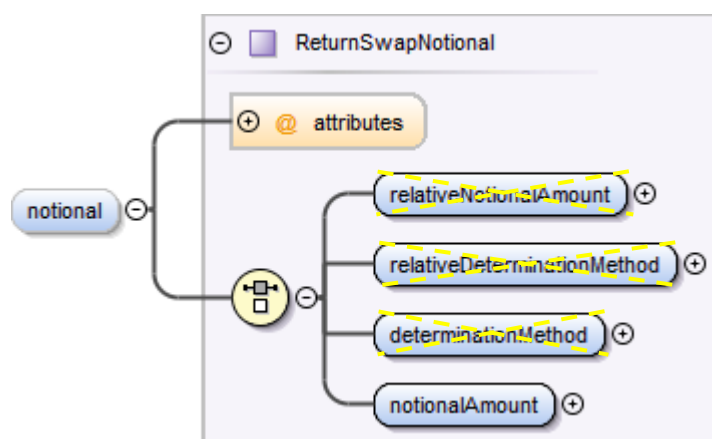 ReturnSwapNotional
@ attributes
notional
relativeNotionalAmount
relativeDeterminationMethod
determinationMethod
notionalAmount